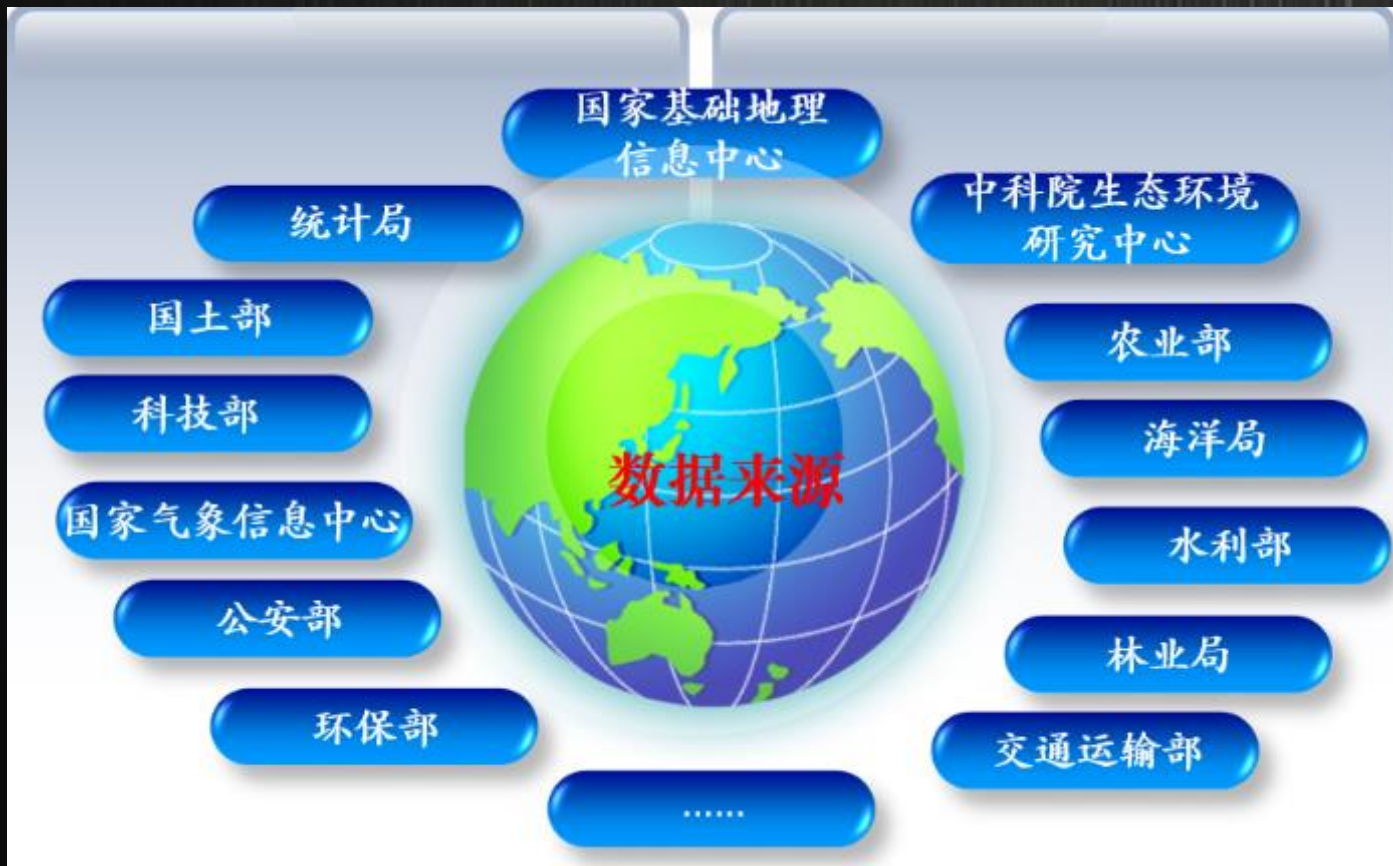 国家基础地理
信息中心
中科院生态环境
研究中心
统计局
国土部
农业部
科技部
海洋局
数据来源
国家气象信息中心
水利部
公安部
林业局
环保部
交通运输部
……